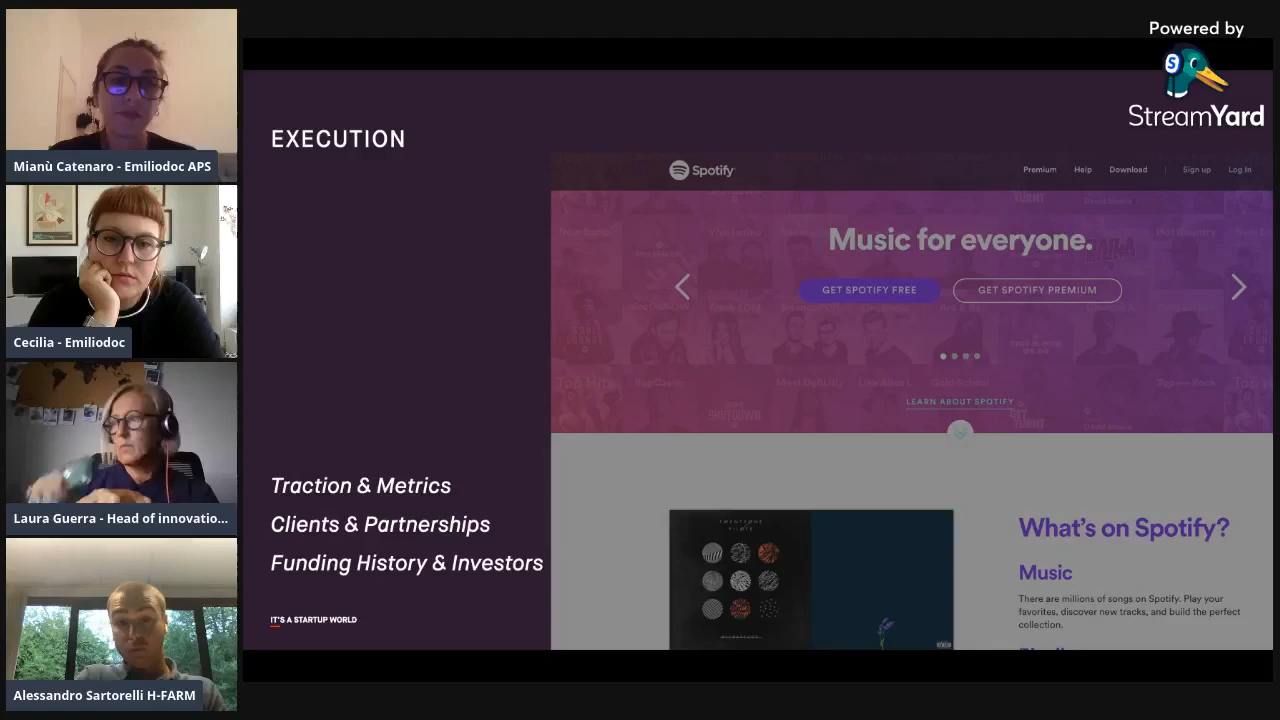 Powered by
StreamYard
Mianù Catenaro - Emiliodoc APS
Cecilia - Emiliodoc
Laura Guerra - Head of innovatio...
Alessandro Sartorelli H-FARM
EXECUTION
Traction & Metrics
Clients & Partnerships
Funding History & Investors
IT'S A STARTUP WORLD
Spotify
Premium
Help
Download
Sign up
Log In
Music for everyone.
GET SPOTIFY FREE
GET SPOTIFY PREMIUM
LEARN ABOUT SPOTIFY
What's on Spotify?
Music
There are millions of songs on Spotify. Play your
favorites, discover new tracks, and build the perfect
collection.